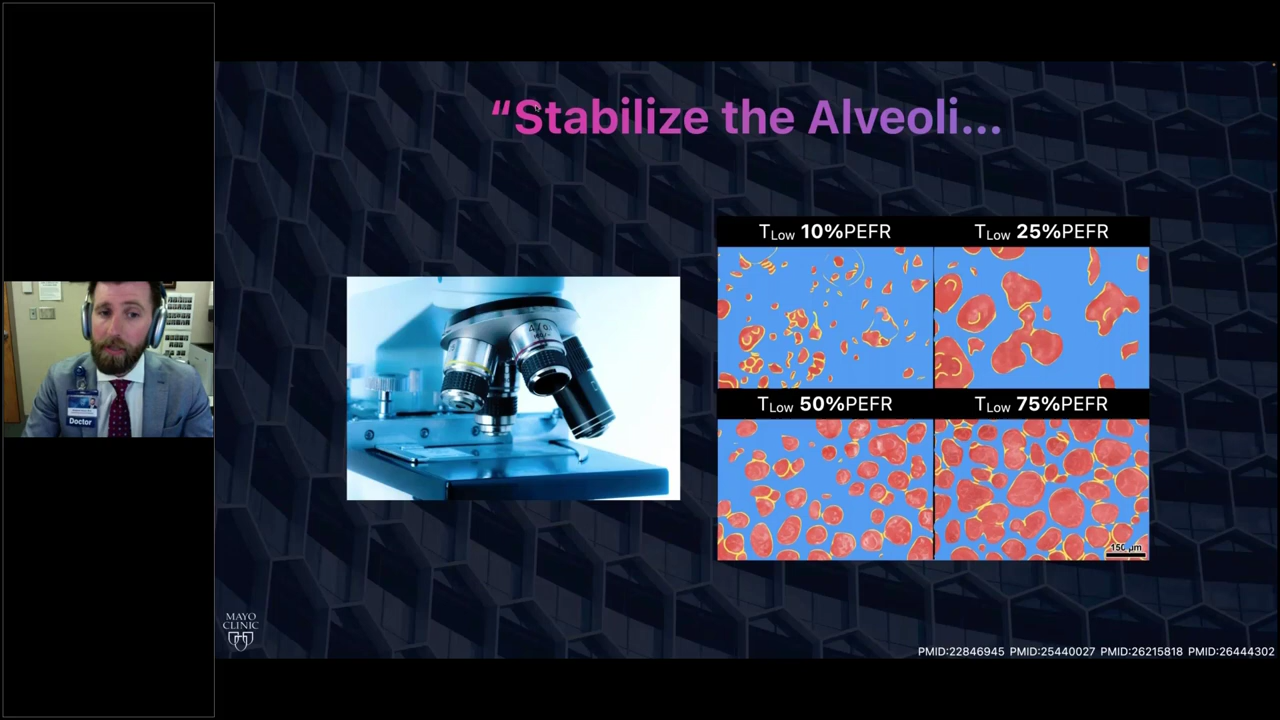 “Stabilize the Alveoli...
TLow 10%PEFR
TLow 25%PEFR
TLow 50%PEFR
TLow 75%PEFR
150 µm
Doctor
MAYO
CLINIC
PMID:22846945 PMID:25440027 PMID:26215818 PMID:26444302